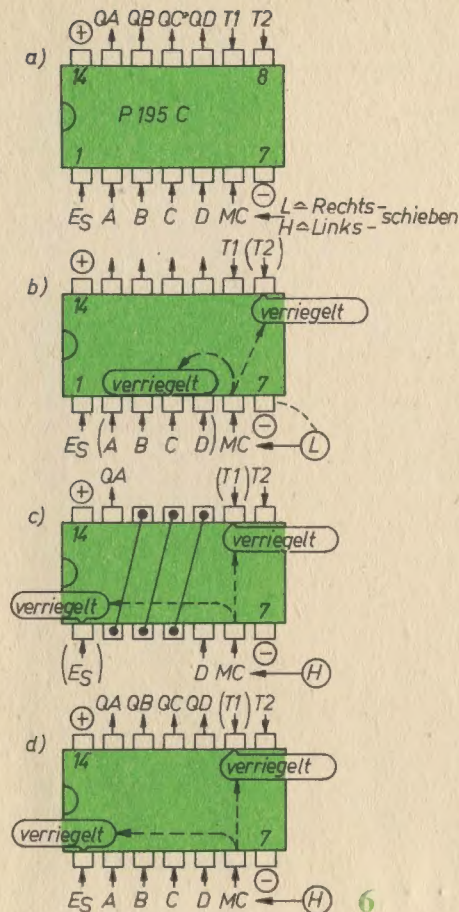 QA QB QC QD T1 T2
a) +
14 8
P 195 C
1 7
ES A B C D MC − L ≙ Rechts- schieben
H ≙ Links-
b) + T1 (T2)
14 verriegelt
verriegelt
1 7
ES (A B C D) MC − L
QA
c) + (T1) T2
14 verriegelt
verriegelt 7
(ES) D MC − H
QA QB QC QD (T1) T2
d) +
14 verriegelt
verriegelt 7
ES A B C D MC − H
6